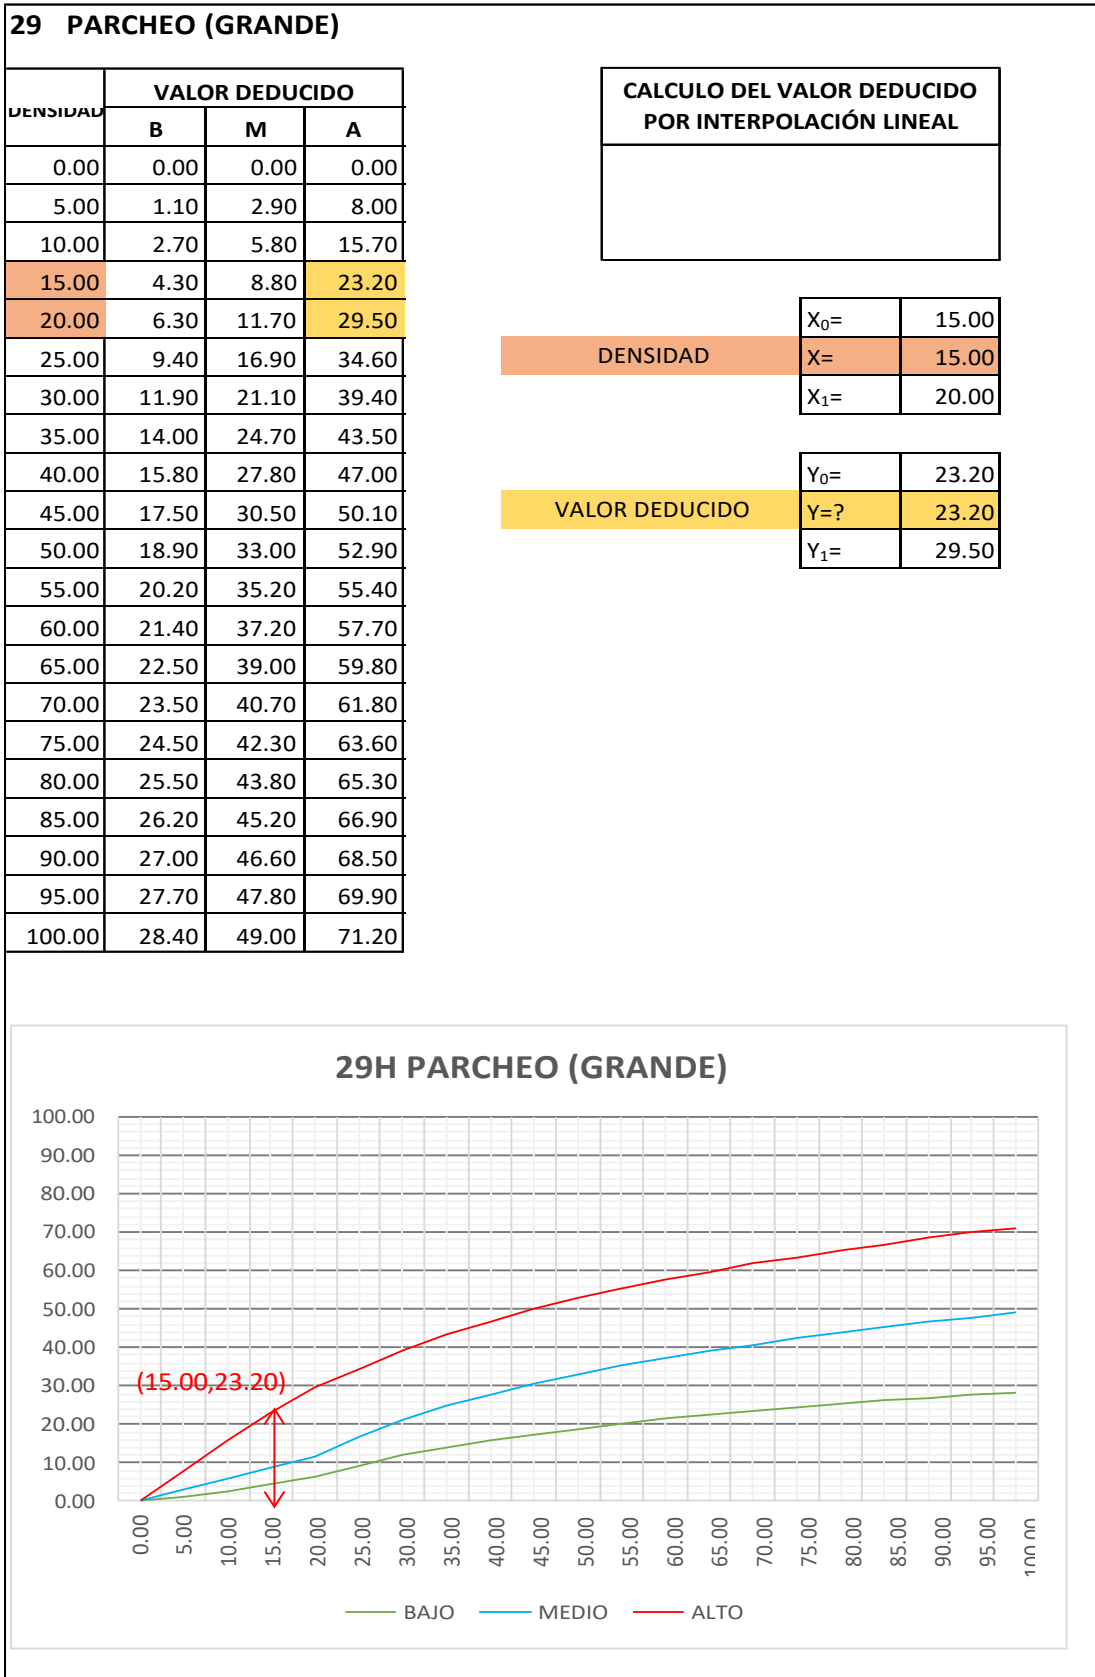 29 PARCHEO (GRANDE)
DENSIDAD VALOR DEDUCIDO
B M A
0.00 0.00 0.00 0.00
5.00 1.10 2.90 8.00
10.00 2.70 5.80 15.70
15.00 4.30 8.80 23.20
20.00 6.30 11.70 29.50
25.00 9.40 16.90 34.60
30.00 11.90 21.10 39.40
35.00 14.00 24.70 43.50
40.00 15.80 27.80 47.00
45.00 17.50 30.50 50.10
50.00 18.90 33.00 52.90
55.00 20.20 35.20 55.40
60.00 21.40 37.20 57.70
65.00 22.50 39.00 59.80
70.00 23.50 40.70 61.80
75.00 24.50 42.30 63.60
80.00 25.50 43.80 65.30
85.00 26.20 45.20 66.90
90.00 27.00 46.60 68.50
95.00 27.70 47.80 69.90
100.00 28.40 49.00 71.20
CALCULO DEL VALOR DEDUCIDO
POR INTERPOLACIÓN LINEAL
X₀= 15.00
DENSIDAD X= 15.00
X₁= 20.00
Y₀= 23.20
VALOR DEDUCIDO Y=? 23.20
Y₁= 29.50
29H PARCHEO (GRANDE)
100.00
90.00
80.00
70.00
60.00
50.00
40.00
30.00
20.00
10.00
0.00
(15.00,23.20)
0.00 5.00 10.00 15.00 20.00 25.00 30.00 35.00 40.00 45.00 50.00 55.00 60.00 65.00 70.00 75.00 80.00 85.00 90.00 95.00 100.00
BAJO MEDIO ALTO